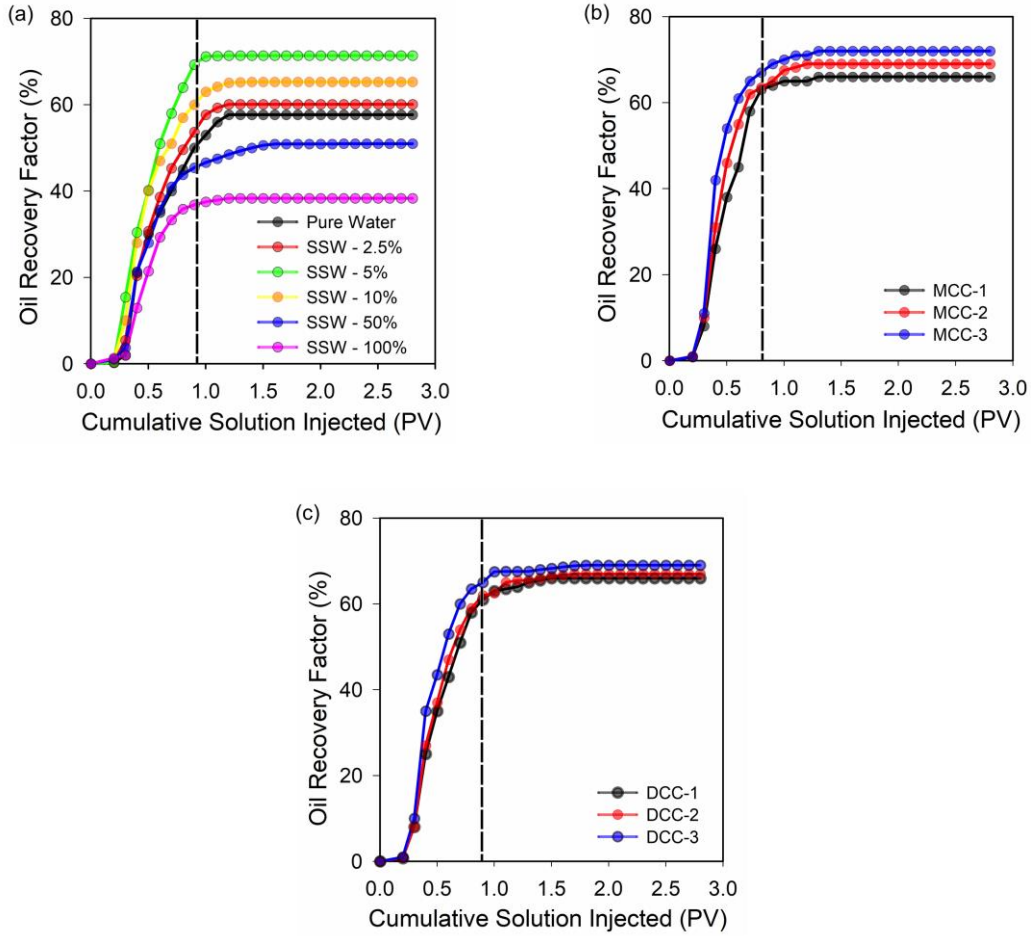 (a)
80
60
40
20
0
Oil Recovery Factor (%)
Pure Water
SSW - 2.5%
SSW - 5%
SSW - 10%
SSW - 50%
SSW - 100%
0.0 0.5 1.0 1.5 2.0 2.5 3.0
Cumulative Solution Injected (PV)
(b)
80
60
40
20
0
Oil Recovery Factor (%)
MCC-1
MCC-2
MCC-3
0.0 0.5 1.0 1.5 2.0 2.5 3.0
Cumulative Solution Injected (PV)
(c)
80
60
40
20
0
Oil Recovery Factor (%)
DCC-1
DCC-2
DCC-3
0.0 0.5 1.0 1.5 2.0 2.5 3.0
Cumulative Solution Injected (PV)